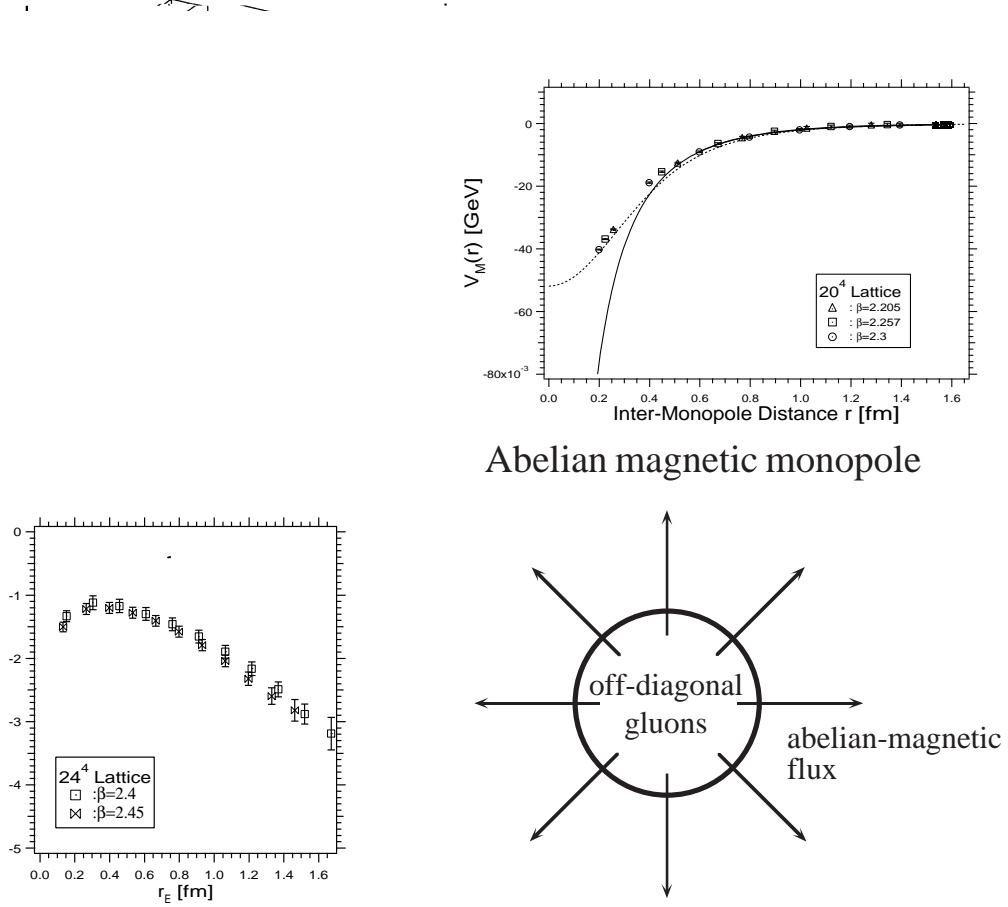 0
-20
-40
-60
-80x10⁻³
V_M(r) [GeV]
20⁴ Lattice
: β=2.205
: β=2.257
: β=2.3
0.0 0.2 0.4 0.6 0.8 1.0 1.2 1.4 1.6
Inter-Monopole Distance r [fm]
Abelian magnetic monopole
0
-1
-2
-3
-4
-5
24⁴ Lattice
:β=2.4
:β=2.45
0.0 0.2 0.4 0.6 0.8 1.0 1.2 1.4 1.6
r_E [fm]
off-diagonal
gluons
abelian-magnetic
flux